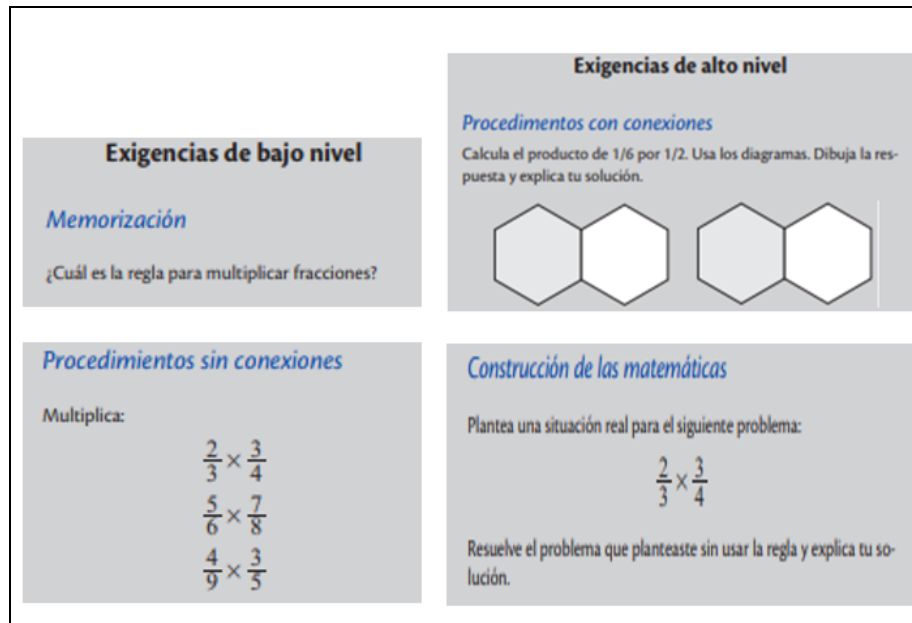 Exigencias de bajo nivel
Memorización
¿Cuál es la regla para multiplicar fracciones?
Procedimientos sin conexiones
Multiplica:
2/3 × 3/4
5/6 × 7/8
4/9 × 3/5
Exigencias de alto nivel
Procedimentos con conexiones
Calcula el producto de 1/6 por 1/2. Usa los diagramas. Dibuja la res-
puesta y explica tu solución.
Construcción de las matemáticas
Plantea una situación real para el siguiente problema:
2/3 × 3/4
Resuelve el problema que planteaste sin usar la regla y explica tu so-
lución.